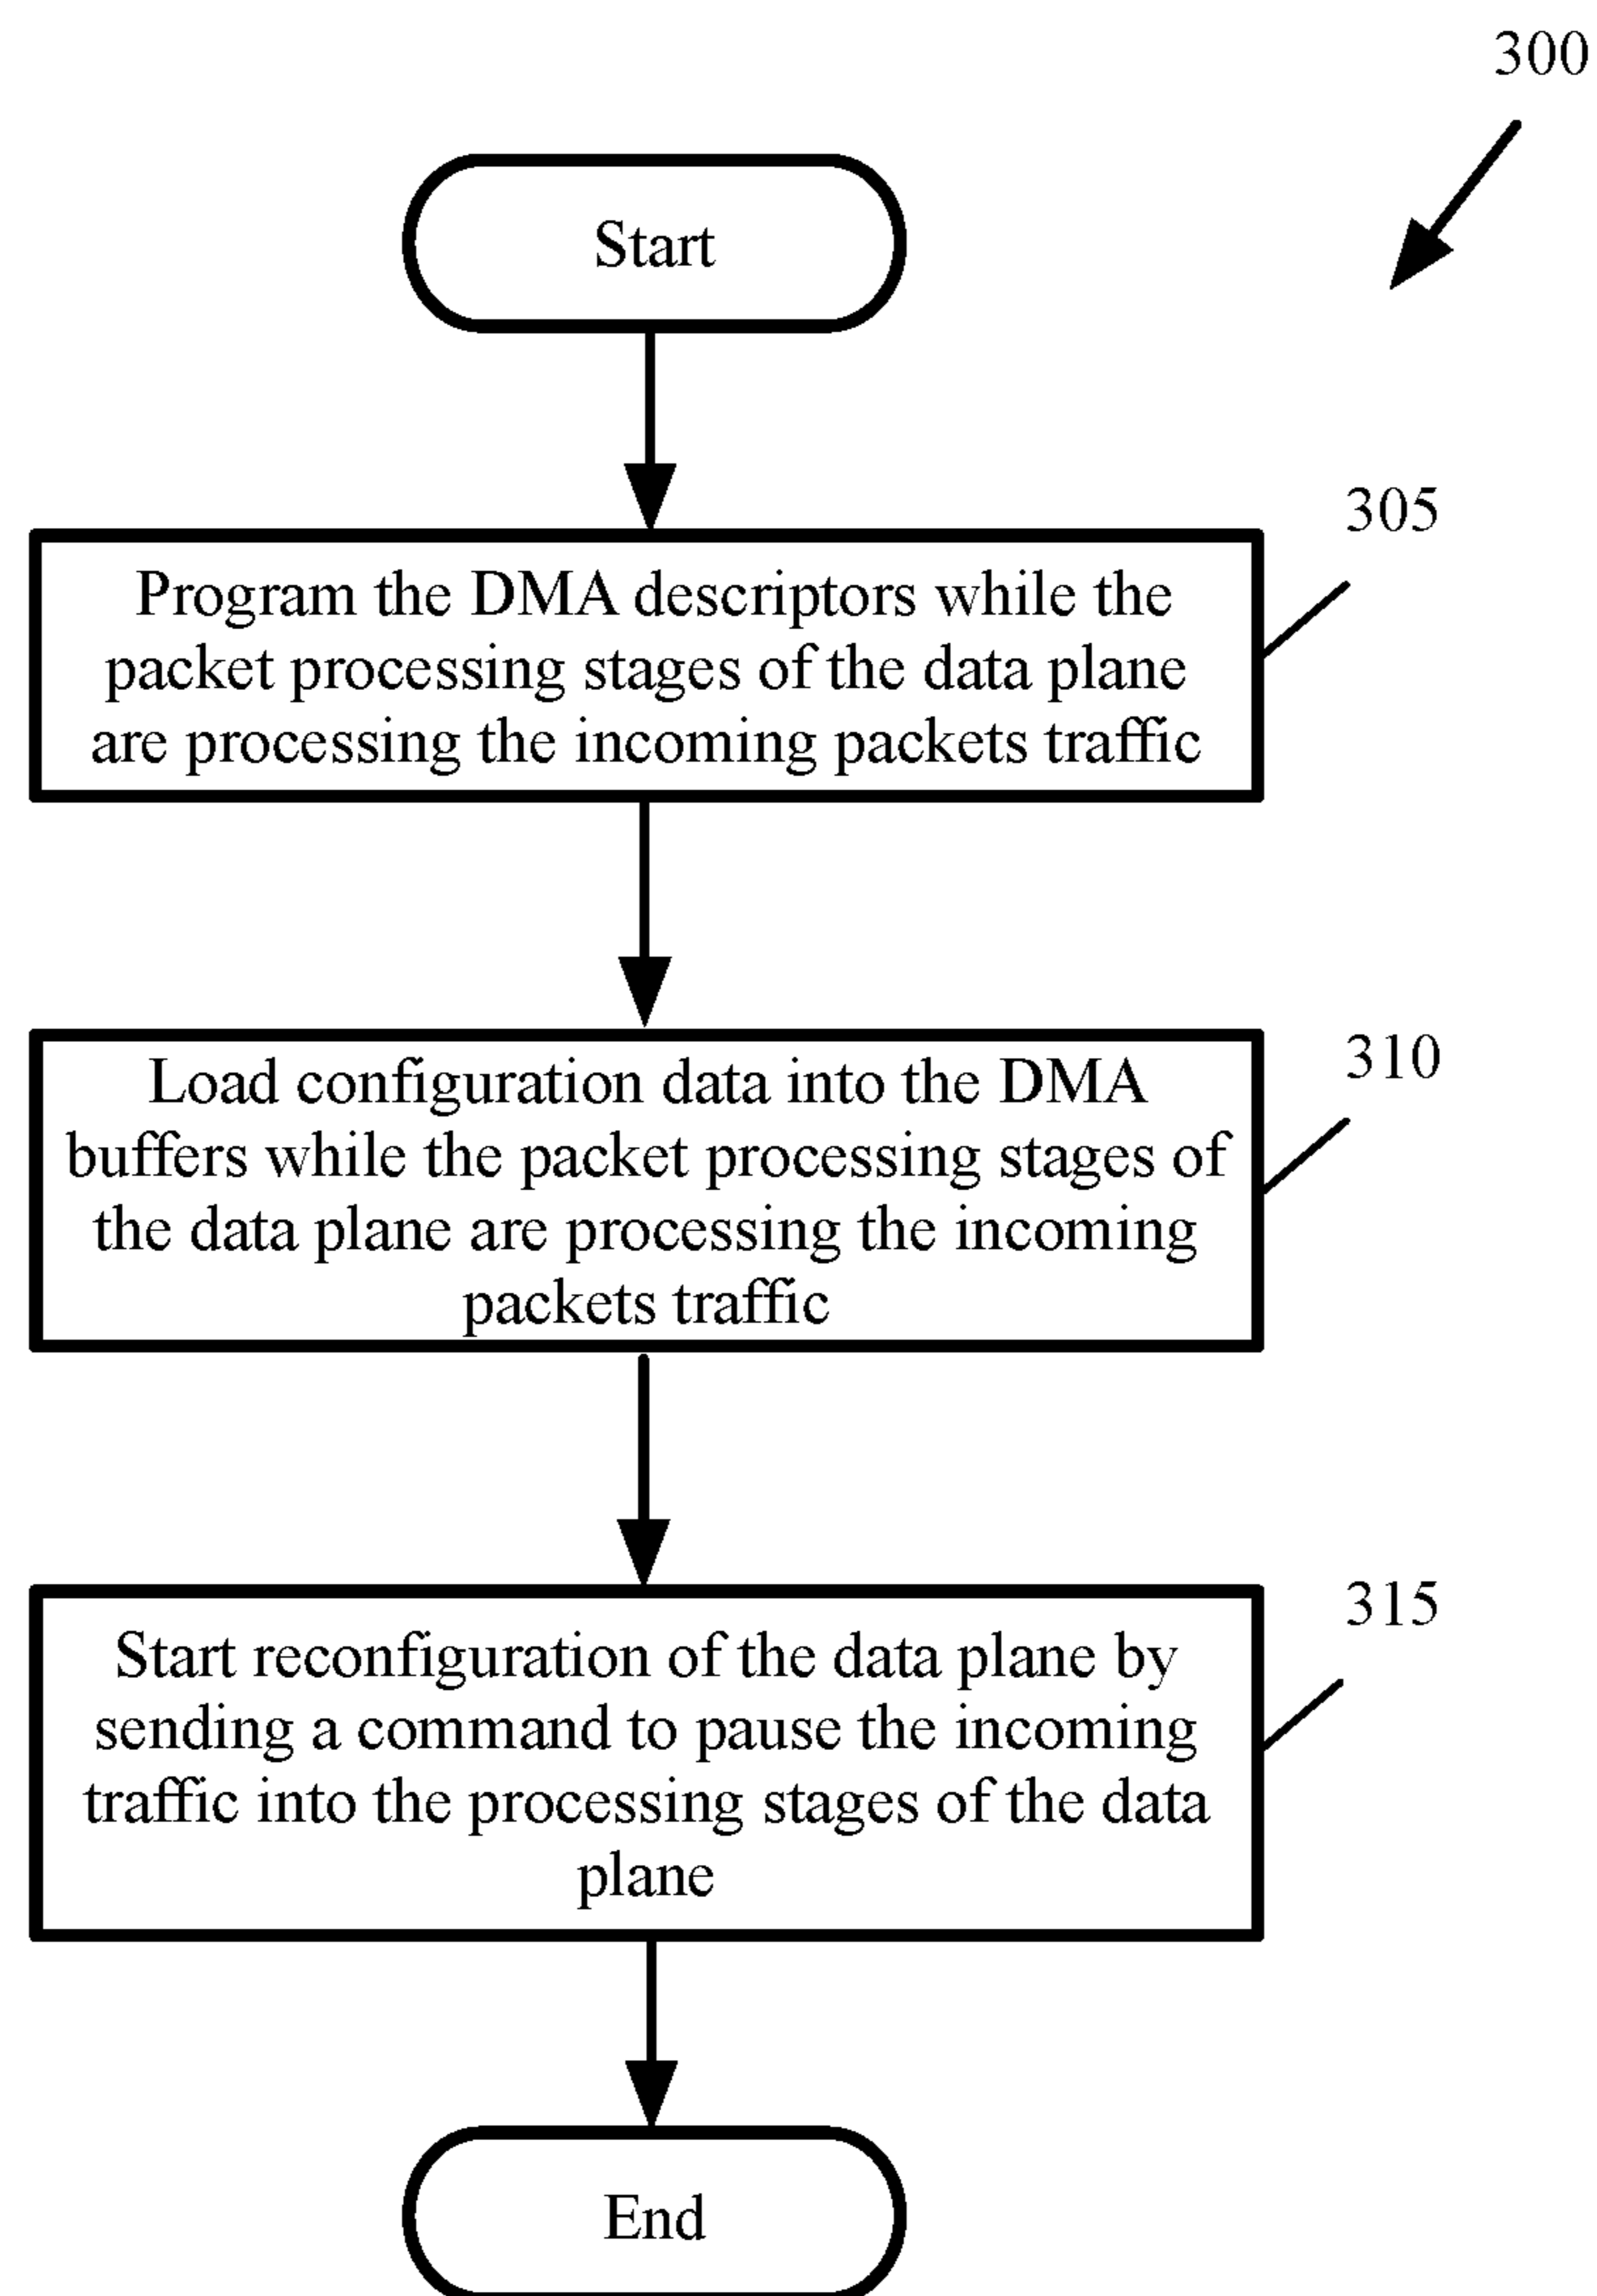 300
Start
305
Program the DMA descriptors while the
packet processing stages of the data plane
are processing the incoming packets traffic
310
Load configuration data into the DMA
buffers while the packet processing stages of
the data plane are processing the incoming
packets traffic
315
Start reconfiguration of the data plane by
sending a command to pause the incoming
traffic into the processing stages of the data
plane
End